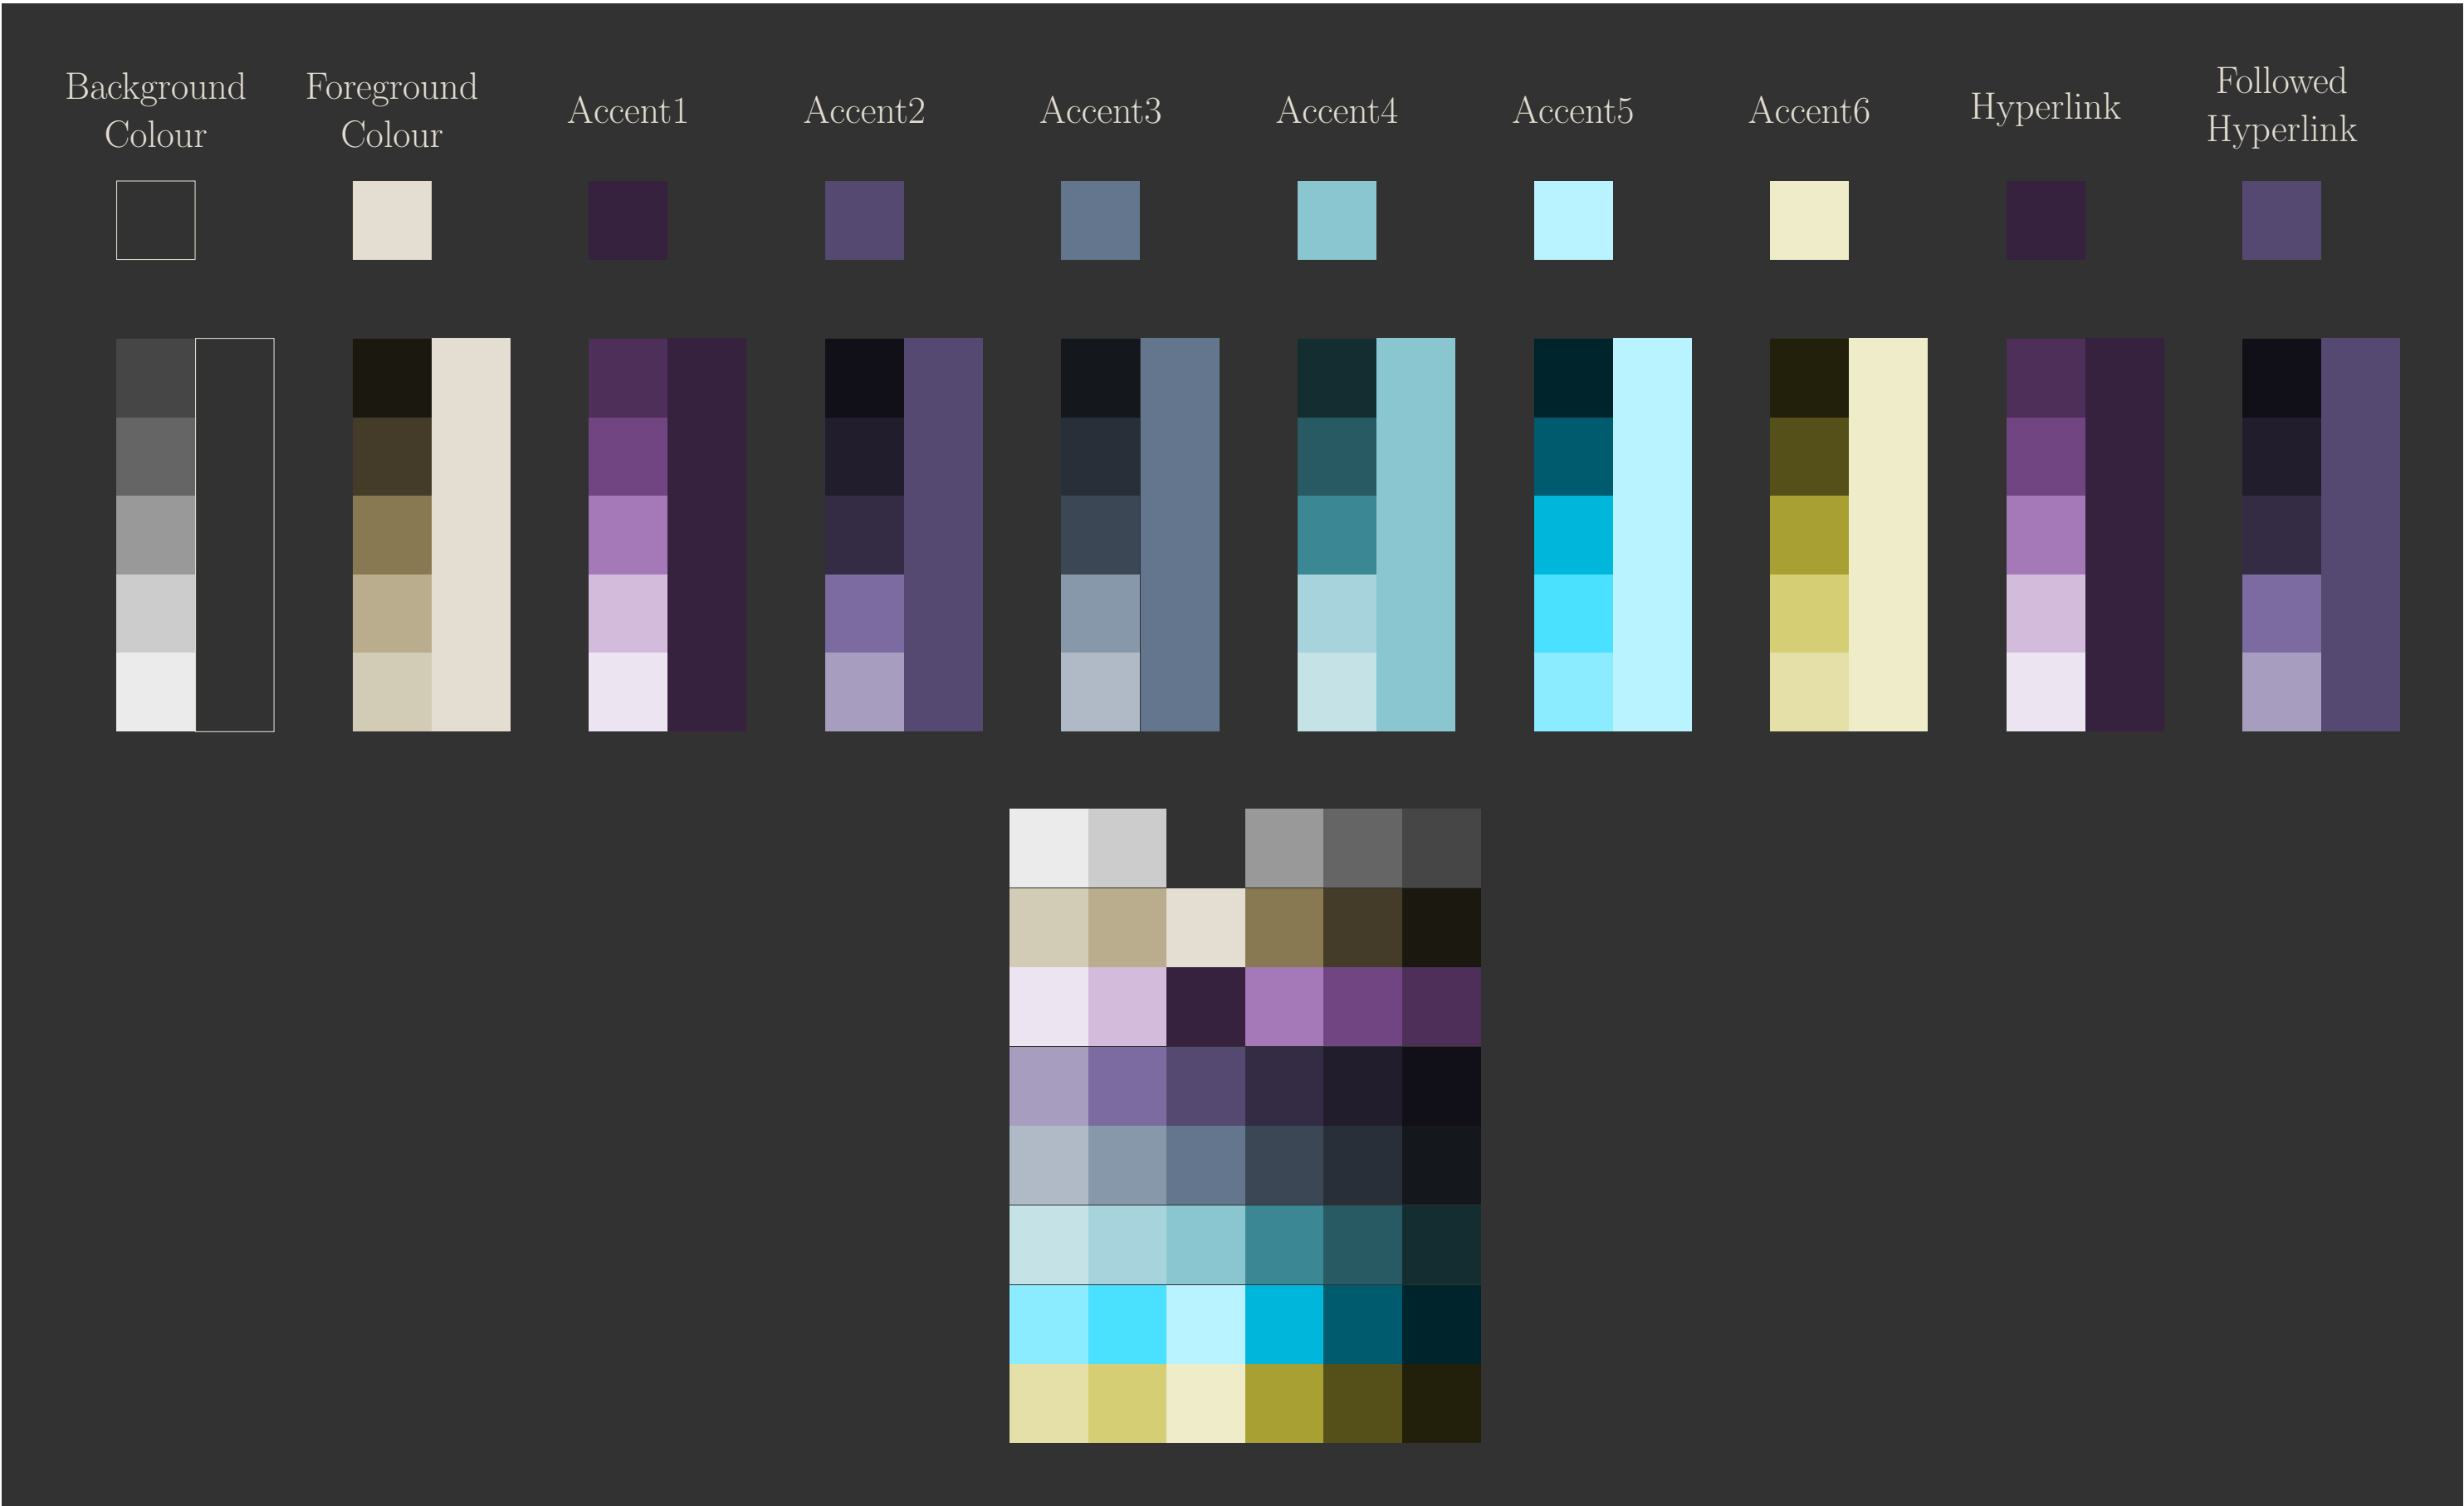 Background
Colour
Foreground
Colour
Accent1
Accent2
Accent3
Accent4
Accent5
Accent6
Hyperlink
Followed
Hyperlink